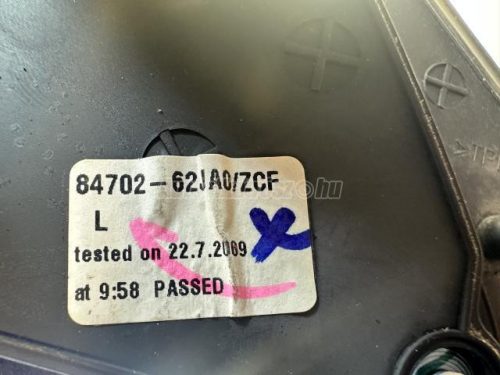 84702-62JA0/ZCF
L
tested on 22.7.2009
at 9:58 PASSED